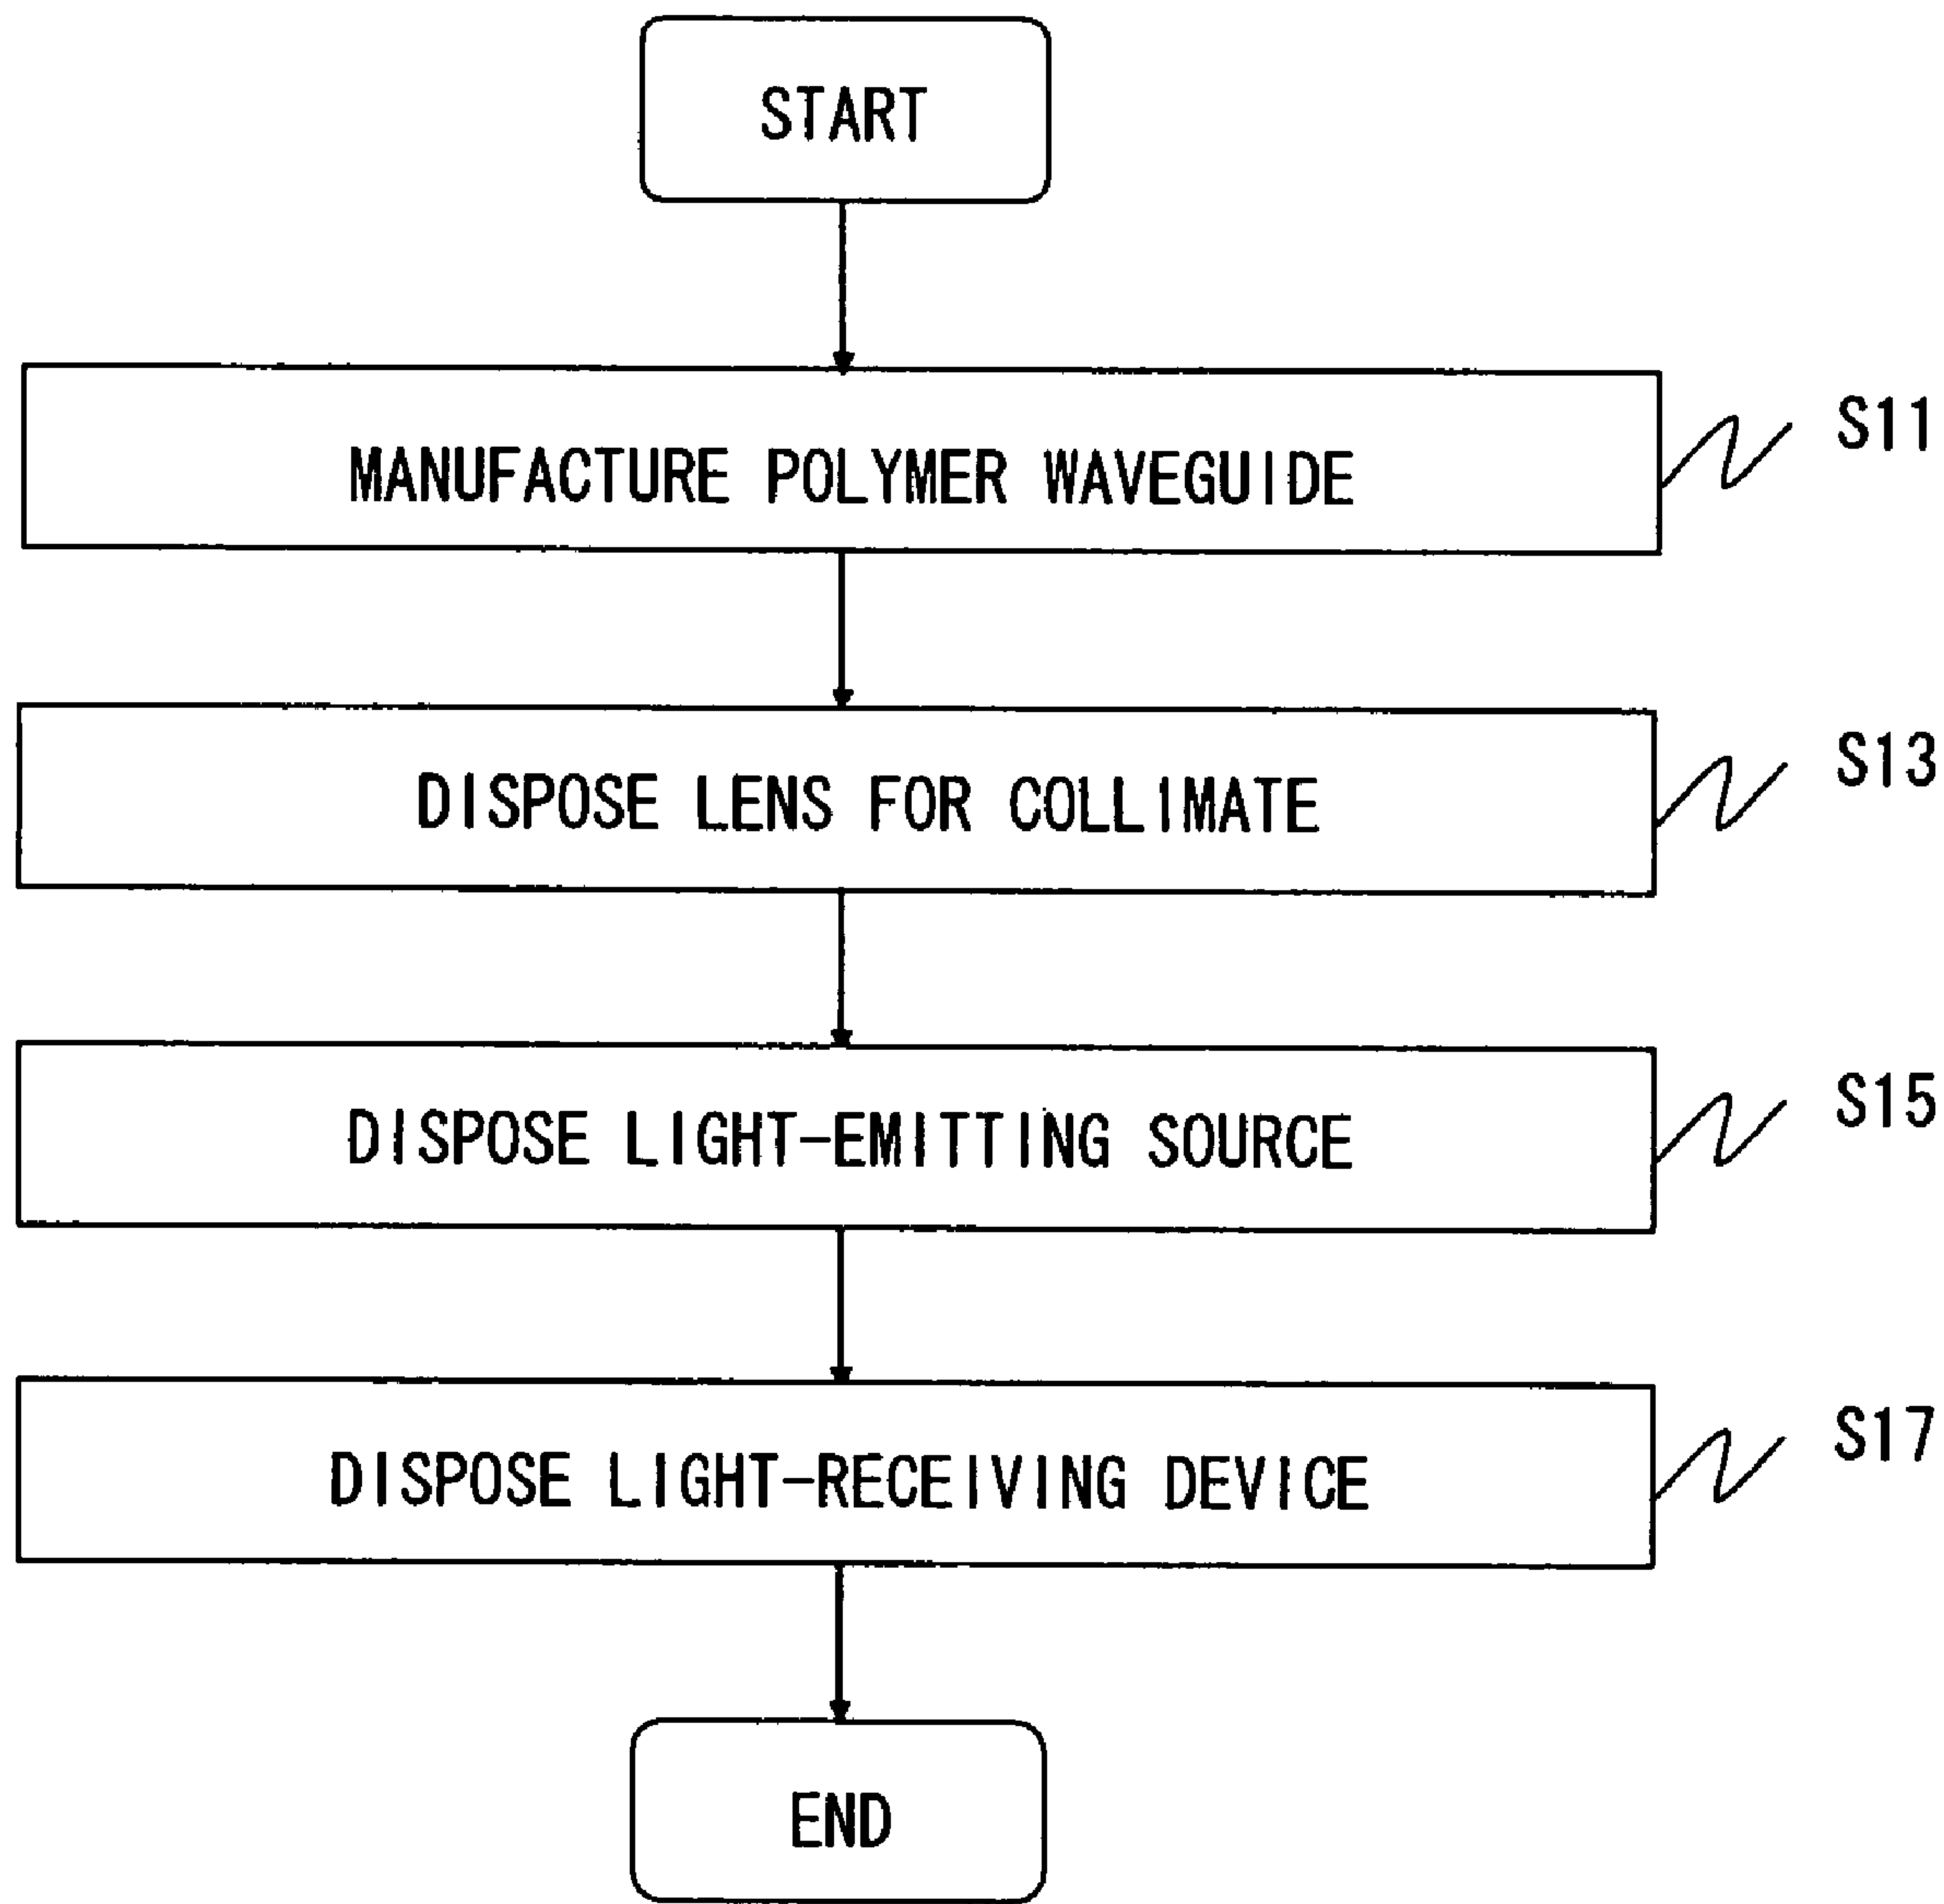 START
MANUFACTURE POLYMER WAVEGUIDE
S11
DISPOSE LENS FOR COLLIMATE
S13
DISPOSE LIGHT-EMITTING SOURCE
S15
DISPOSE LIGHT-RECEIVING DEVICE
S17
END